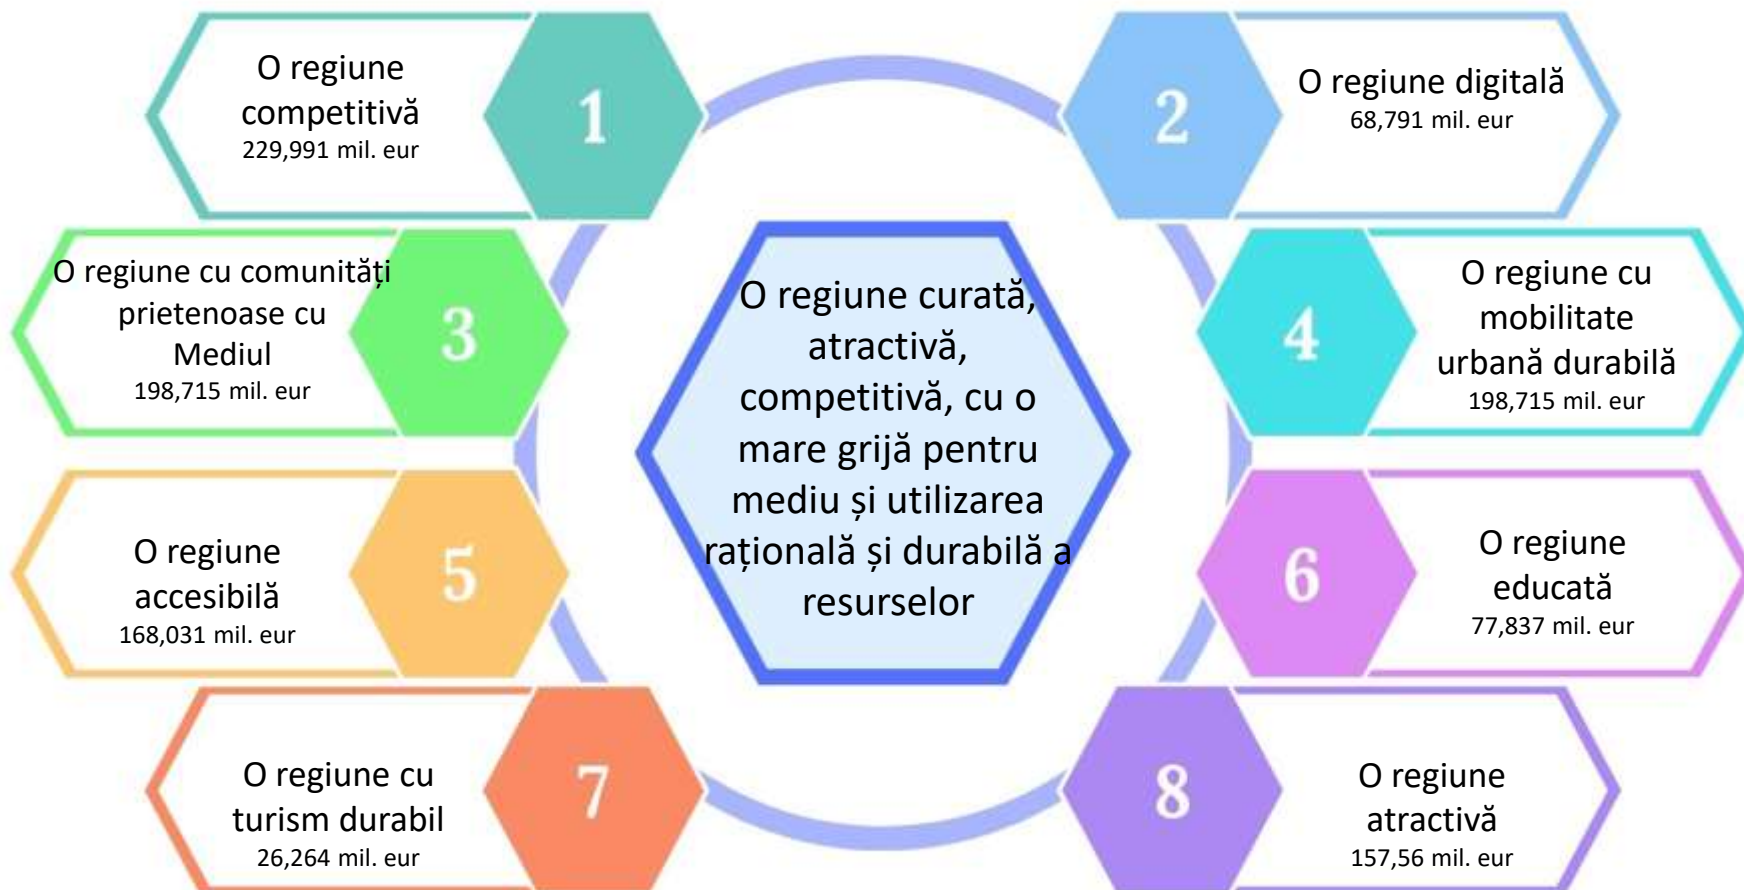 O regiune
competitivă
229,991 mil. eur
1
2
O regiune digitală
68,791 mil. eur
O regiune cu comunități
prietenoase cu
Mediul
198,715 mil. eur
3
O regiune curată,
atractivă,
competitivă, cu o
mare grijă pentru
mediu și utilizarea
rațională și durabilă a
resurselor
4
O regiune cu
mobilitate
urbană durabilă
198,715 mil. eur
O regiune
accesibilă
168,031 mil. eur
5
6
O regiune
educată
77,837 mil. eur
O regiune cu
turism durabil
26,264 mil. eur
7
8
O regiune
atractivă
157,56 mil. eur